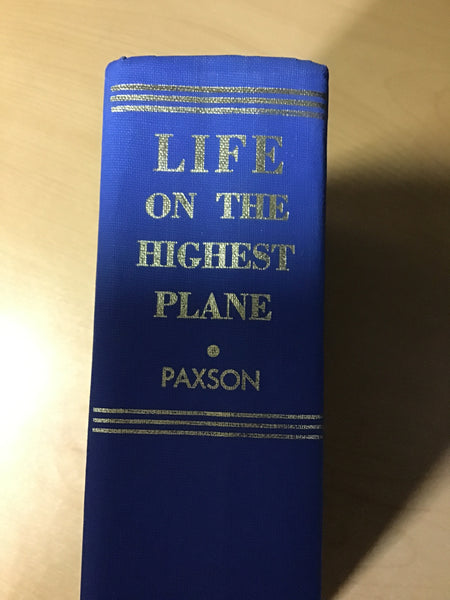 LIFE
ON THE
HIGHEST
PLANE
PAXSON